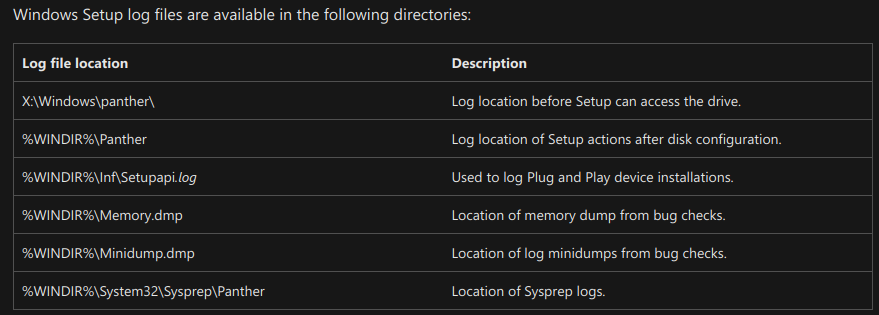 Windows Setup log files are available in the following directories:
Log file location Description
X:\Windows\panther\ Log location before Setup can access the drive.
%WINDIR%\Panther Log location of Setup actions after disk configuration.
%WINDIR%\Inf\Setupapi.log Used to log Plug and Play device installations.
%WINDIR%\Memory.dmp Location of memory dump from bug checks.
%WINDIR%\Minidump.dmp Location of log minidumps from bug checks.
%WINDIR%\System32\Sysprep\Panther Location of Sysprep logs.